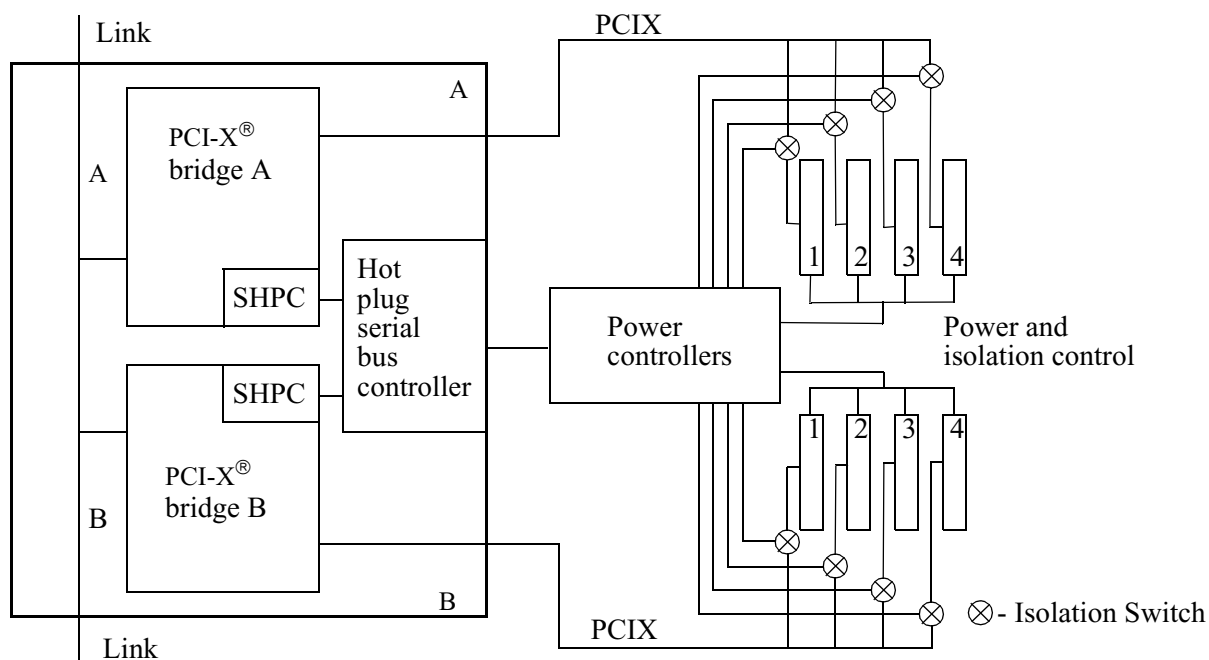 Link
PCIX
A
PCI-X®
bridge A
A
SHPC
Hot
plug
serial
bus
controller
1 2 3 4
Power
controllers
Power and
isolation control
SHPC
1 2 3 4
PCI-X®
bridge B
B
B
Link
PCIX
⊗ - Isolation Switch